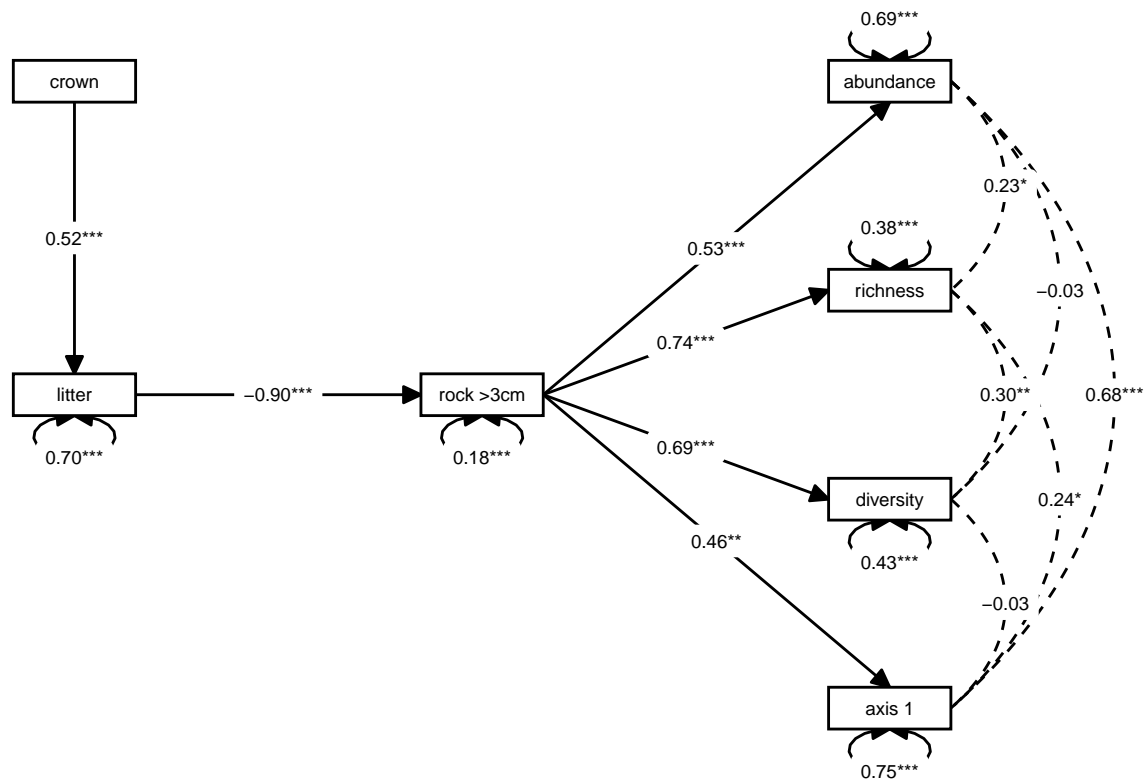 0.69***
crown
abundance
0.23*
0.52***
0.53***
0.38***
richness
−0.03
0.74***
litter
−0.90***
rock >3cm
0.30**
0.68***
0.70***
0.18***
0.69***
diversity
0.24*
0.46**
0.43***
−0.03
axis 1
0.75***